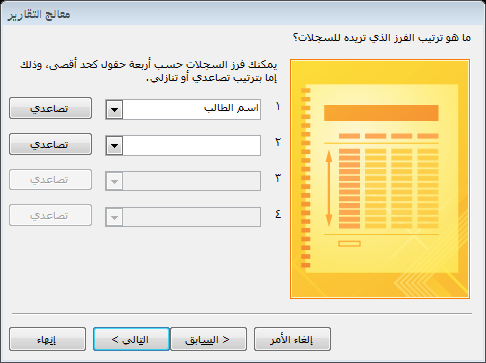 معالج التقارير
ما هو ترتيب الفرز الذي تريده للسجلات؟
يمكنك فرز السجلات حسب أربعة حقول كحد أقصى، وذلك
إما بترتيب تصاعدي أو تنازلي.
١ اسم الطالب تصاعدي
٢ تصاعدي
٣ تصاعدي
٤ تصاعدي
إلغاء الأمر < السابق التالي > إنهاء